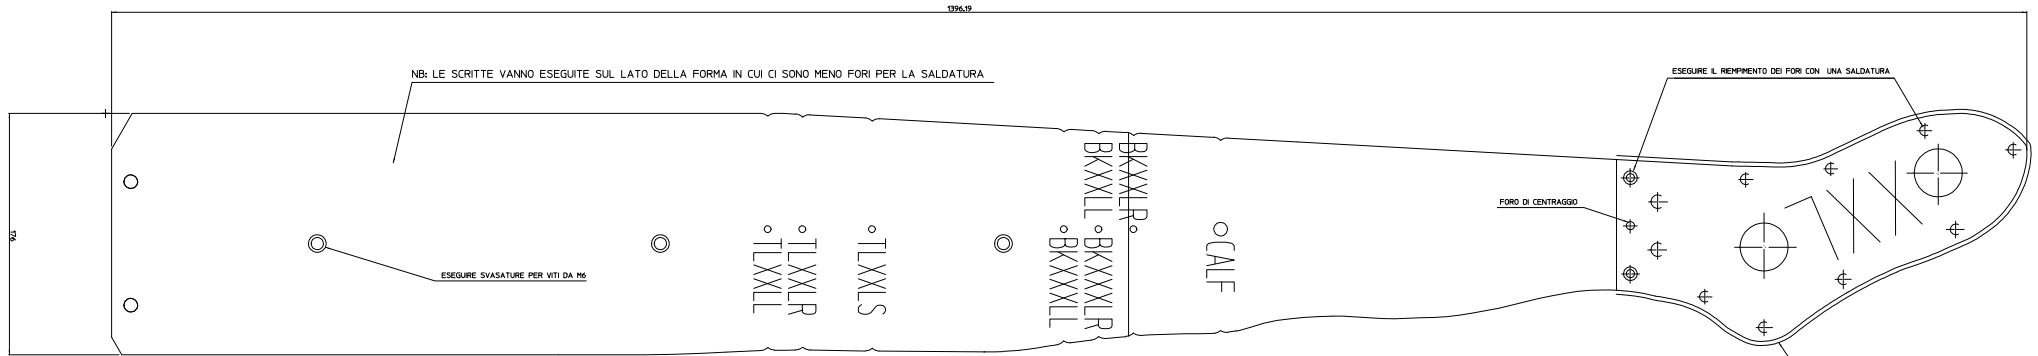 1396.19
NB: LE SCRITTE VANNO ESEGUITE SUL LATO DELLA FORMA IN CUI CI SONO MENO FORI PER LA SALDATURA
ESEGUIRE IL RIEMPIMENTO DEI FORI CON UNA SALDATURA
176
BKXXLL
BKXXLR
FORO DI CENTRAGGIO
XXL
ESEGUIRE SVASATURE PER VITI DA M6
TLXXLL
TLXXLR
TLXXLS
BKXXXLL
BKXXXLR
CALF